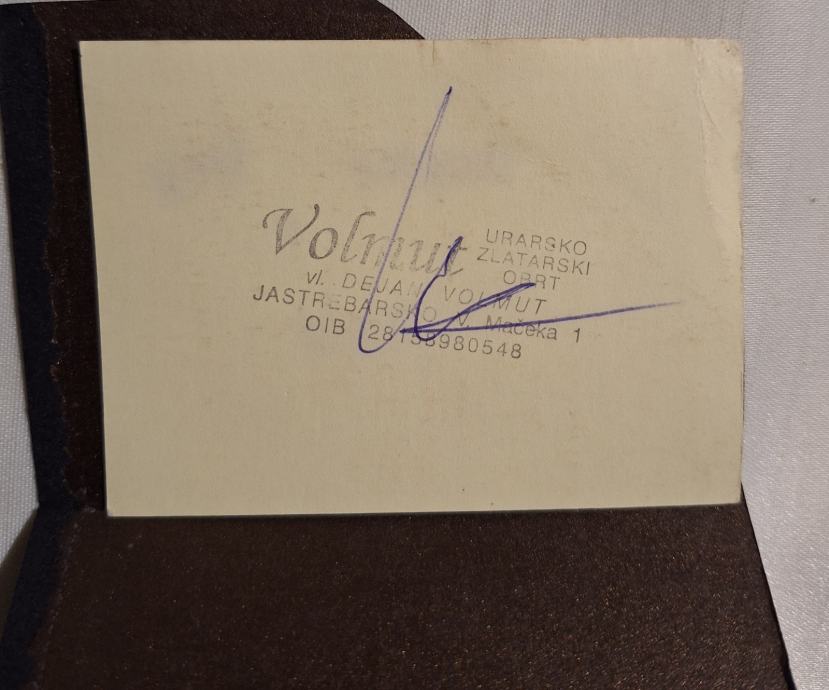 Volmut
URARSKO
ZLATARSKI
OBRT
vl. DEJAN VOLMUT
JASTREBARSKO V. Mačeka 1
OIB 28158980548